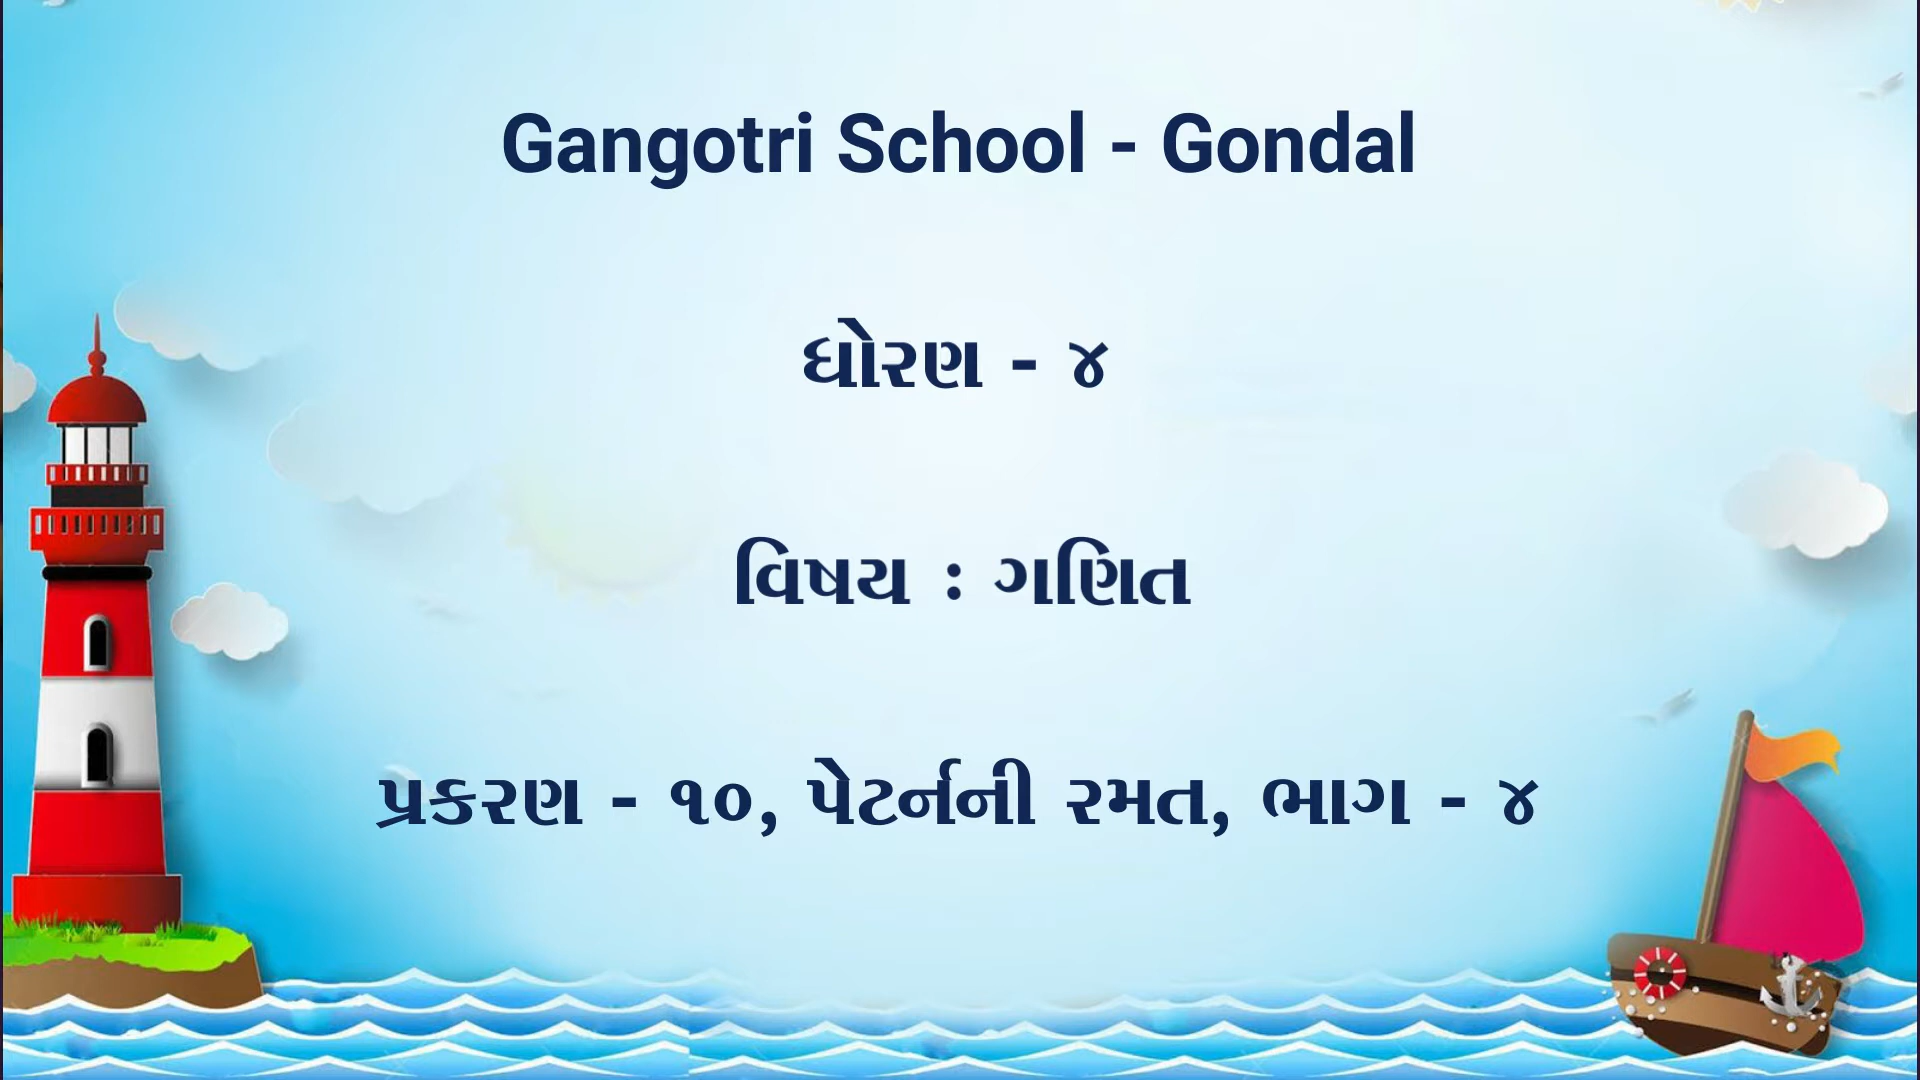 Gangotri School - Gondal
ધોરણ - ૪
વિષય : ગણિત
પ્રકરણ - ૧૦, પેટર્નની રમત, ભાગ - ૪